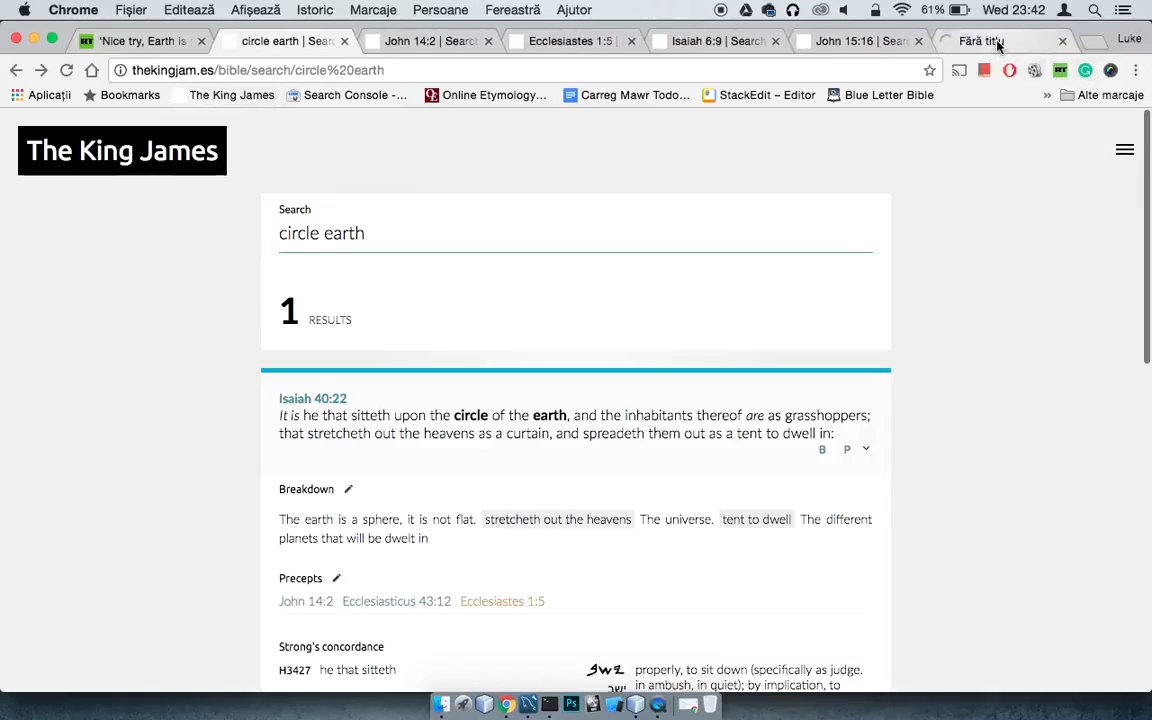 Chrome Fișier Editează Afișează Istoric Marcaje Persoane Fereastră Ajutor 61% Wed 23:42
'Nice try, Earth is circle earth | Sear John 14:2 | Search Ecclesiastes 1:5 | Isaiah 6:9 | Search John 15:16 | Sear Fără titlu Luke
thekingjam.es/bible/search/circle%20earth
Aplicații Bookmarks The King James Search Console -... Online Etymology... Carreg Mawr Todo... StackEdit – Editor Blue Letter Bible » Alte marcaje
The King James
Search
circle earth
1 RESULTS
Isaiah 40:22
It is he that sitteth upon the circle of the earth, and the inhabitants thereof are as grasshoppers;
that stretcheth out the heavens as a curtain, and spreadeth them out as a tent to dwell in:
B P
Breakdown
The earth is a sphere, it is not flat. stretcheth out the heavens The universe. tent to dwell The different
planets that will be dwelt in
Precepts
John 14:2 Ecclesiasticus 43:12 Ecclesiastes 1:5
Strong's concordance
H3427 he that sitteth properly, to sit down (specifically as judge.
in ambush, in quiet); by implication, to